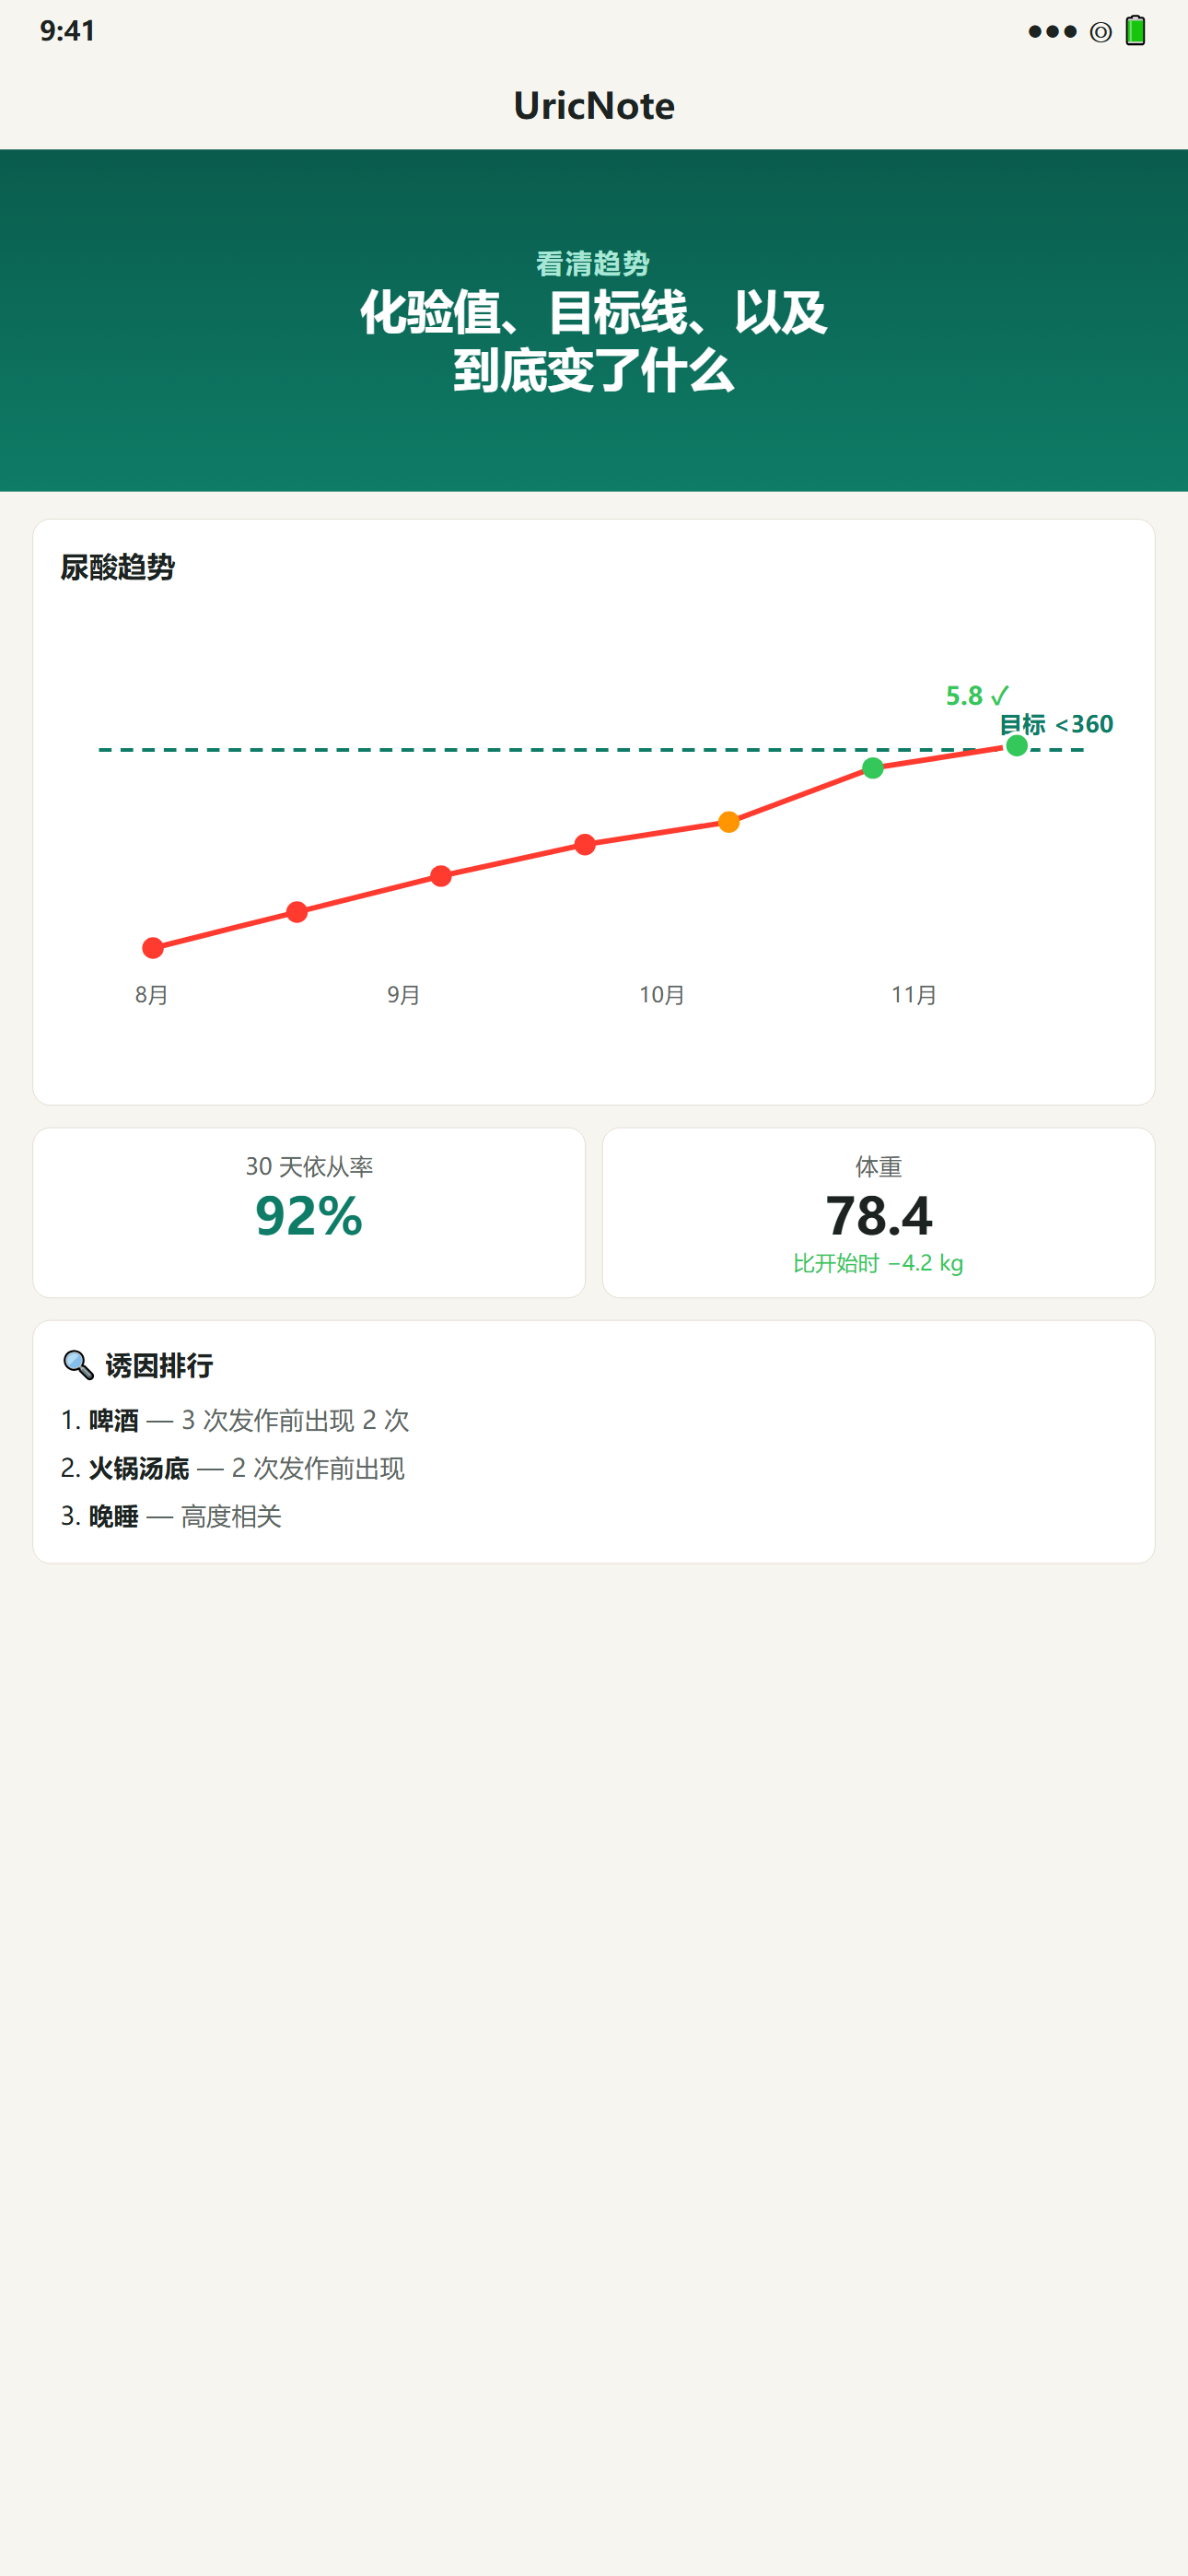 9:41
UricNote
看清趋势
化验值、目标线、以及
到底变了什么
尿酸趋势
5.8 ✓
目标 <360
8月 9月 10月 11月
30 天依从率
92%
体重
78.4
比开始时 −4.2 kg
🔍 诱因排行
1. 啤酒 — 3 次发作前出现 2 次
2. 火锅汤底 — 2 次发作前出现
3. 晚睡 — 高度相关